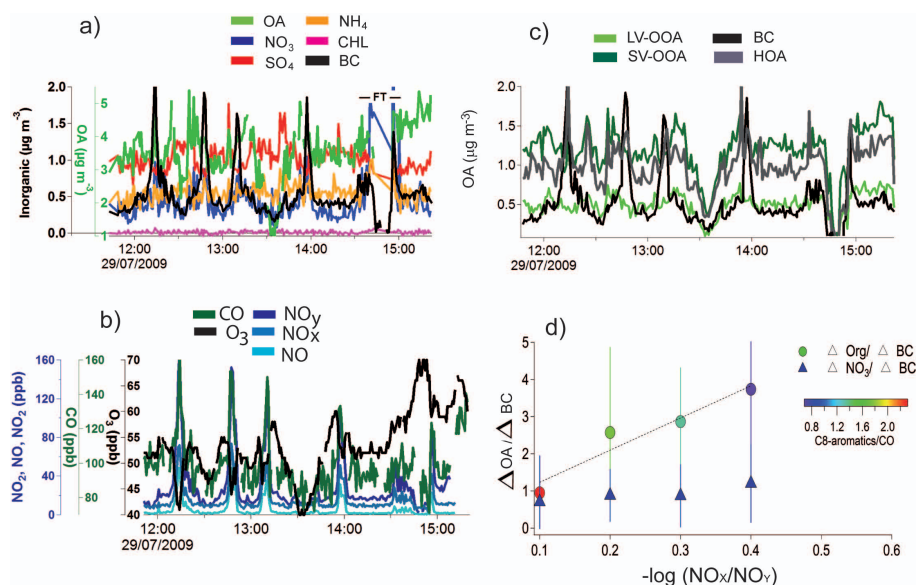 a)
OA
NO3
SO4
NH4
CHL
BC
Inorganic (µg m-3)
OA (µg m-3)
2.0
1.5
1.0
0.5
0.0
5
4
3
2
1
FT
12:00
13:00
14:00
15:00
29/07/2009
c)
LV-OOA
SV-OOA
BC
HOA
OA (µg m-3)
2.0
1.5
1.0
0.5
12:00
13:00
14:00
15:00
29/07/2009
b)
CO
O3
NOy
NOx
NO
NO2, NO, NO2 (ppb)
CO (ppb)
O3 (ppb)
160
120
80
40
0
160
140
120
100
80
70
65
60
55
50
45
40
12:00
13:00
14:00
15:00
29/07/2009
d)
△ Org/ △ BC
△ NO3/ △ BC
0.8 1.2 1.6 2.0
C8-aromatics/CO
Δ OA / Δ BC
5
4
3
2
1
0
0.1 0.2 0.3 0.4 0.5 0.6
-log (NOX/NOY)